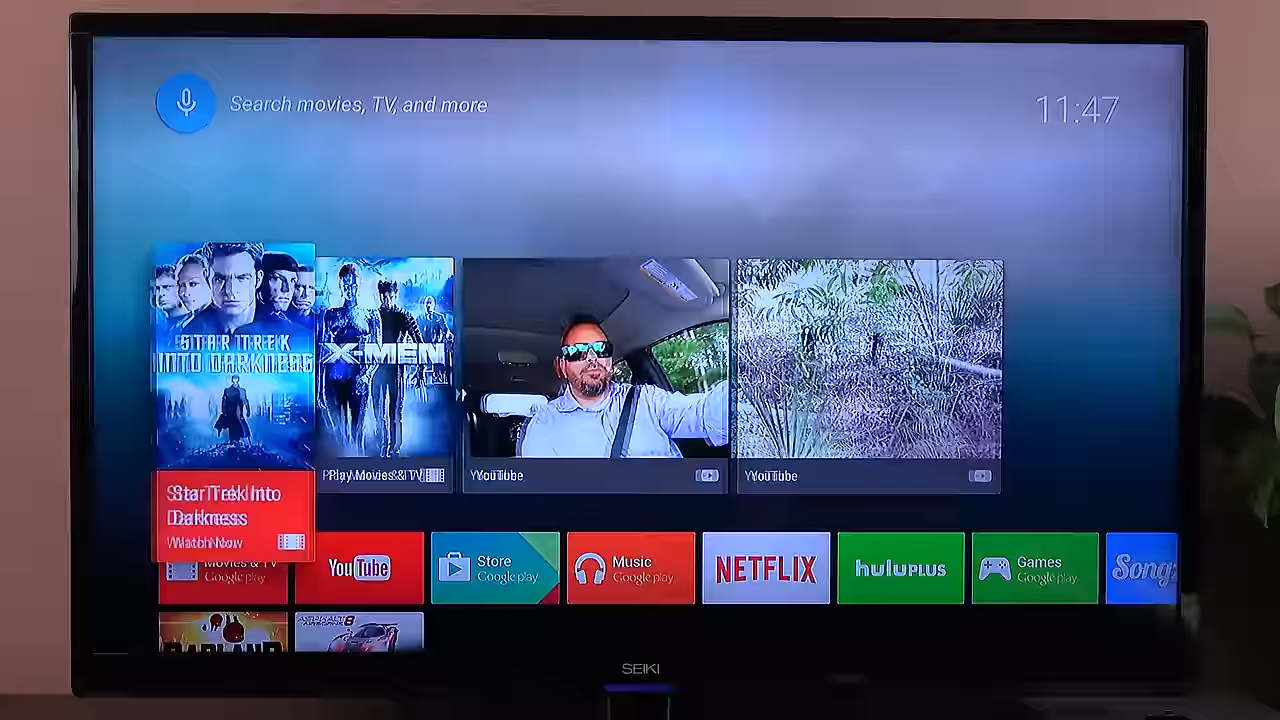 Search movies, TV, and more
11:47
STAR TREK
INTO DARKNESS
X-MEN
Play Movies & TV
YouTube
YouTube
Star Trek Into
Darkness
Watch Now
Movies & TV
Google play
YouTube
Store
Google play
Music
Google play
NETFLIX
huluPLUS
Games
Google play
Songz
BADLAND
SEIKI